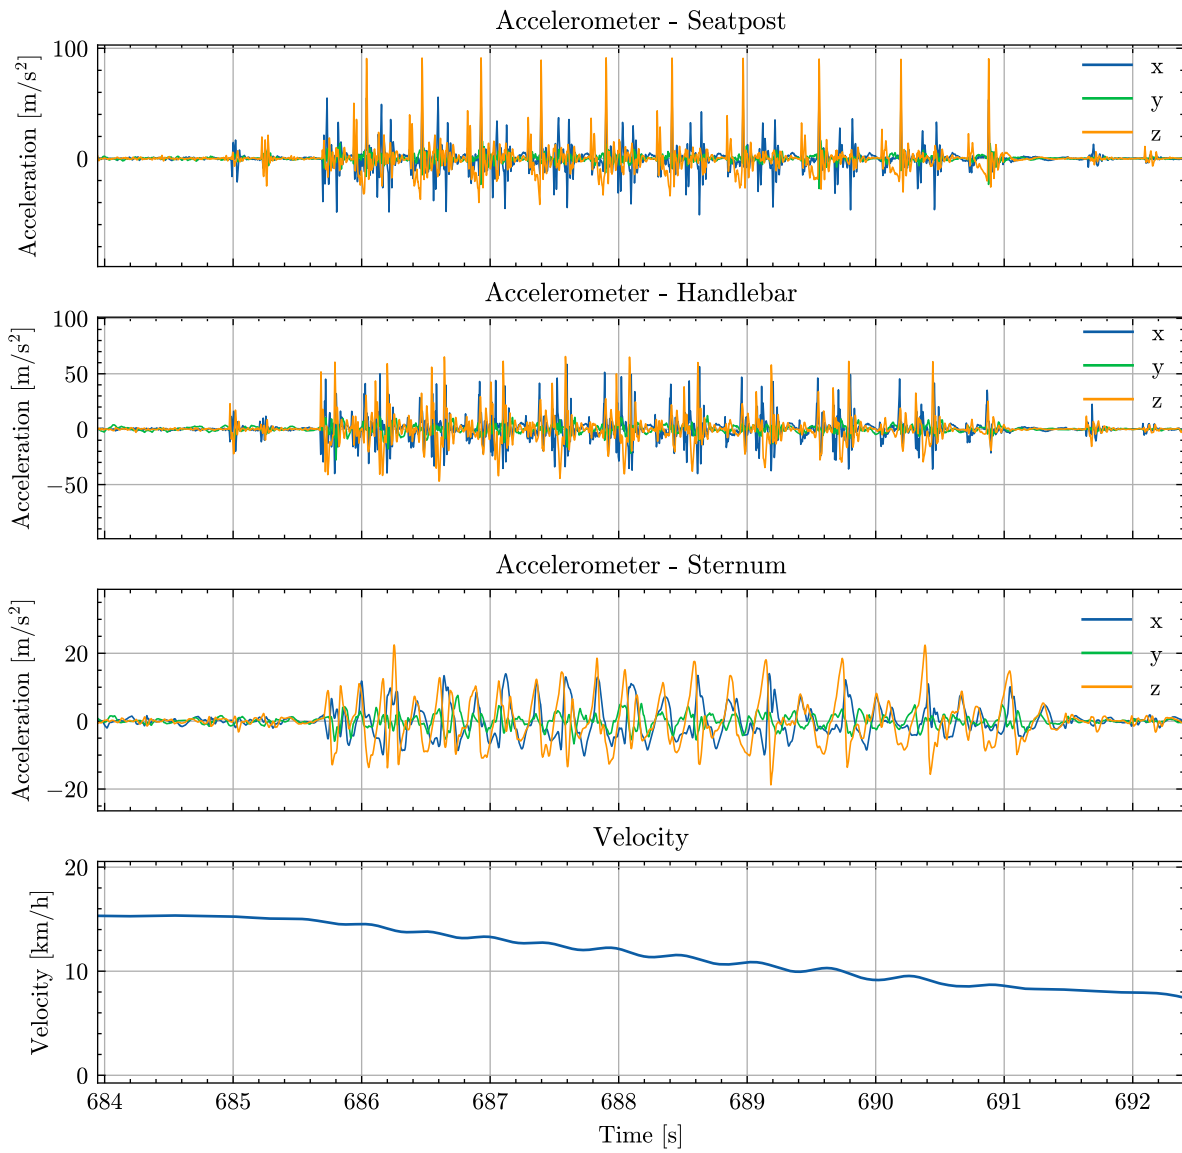 Accelerometer - Seatpost
Acceleration [m/s²]
100
0
x
y
z
Accelerometer - Handlebar
Acceleration [m/s²]
100
50
0
−50
x
y
z
Accelerometer - Sternum
Acceleration [m/s²]
20
0
−20
x
y
z
Velocity
Velocity [km/h]
20
10
0
684 685 686 687 688 689 690 691 692
Time [s]